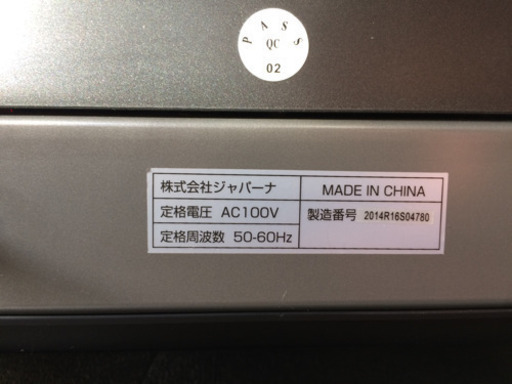 PASS
QC
02
株式会社ジャパーナ
MADE IN CHINA
定格電圧 AC100V
製造番号 2014R16S04780
定格周波数 50-60Hz